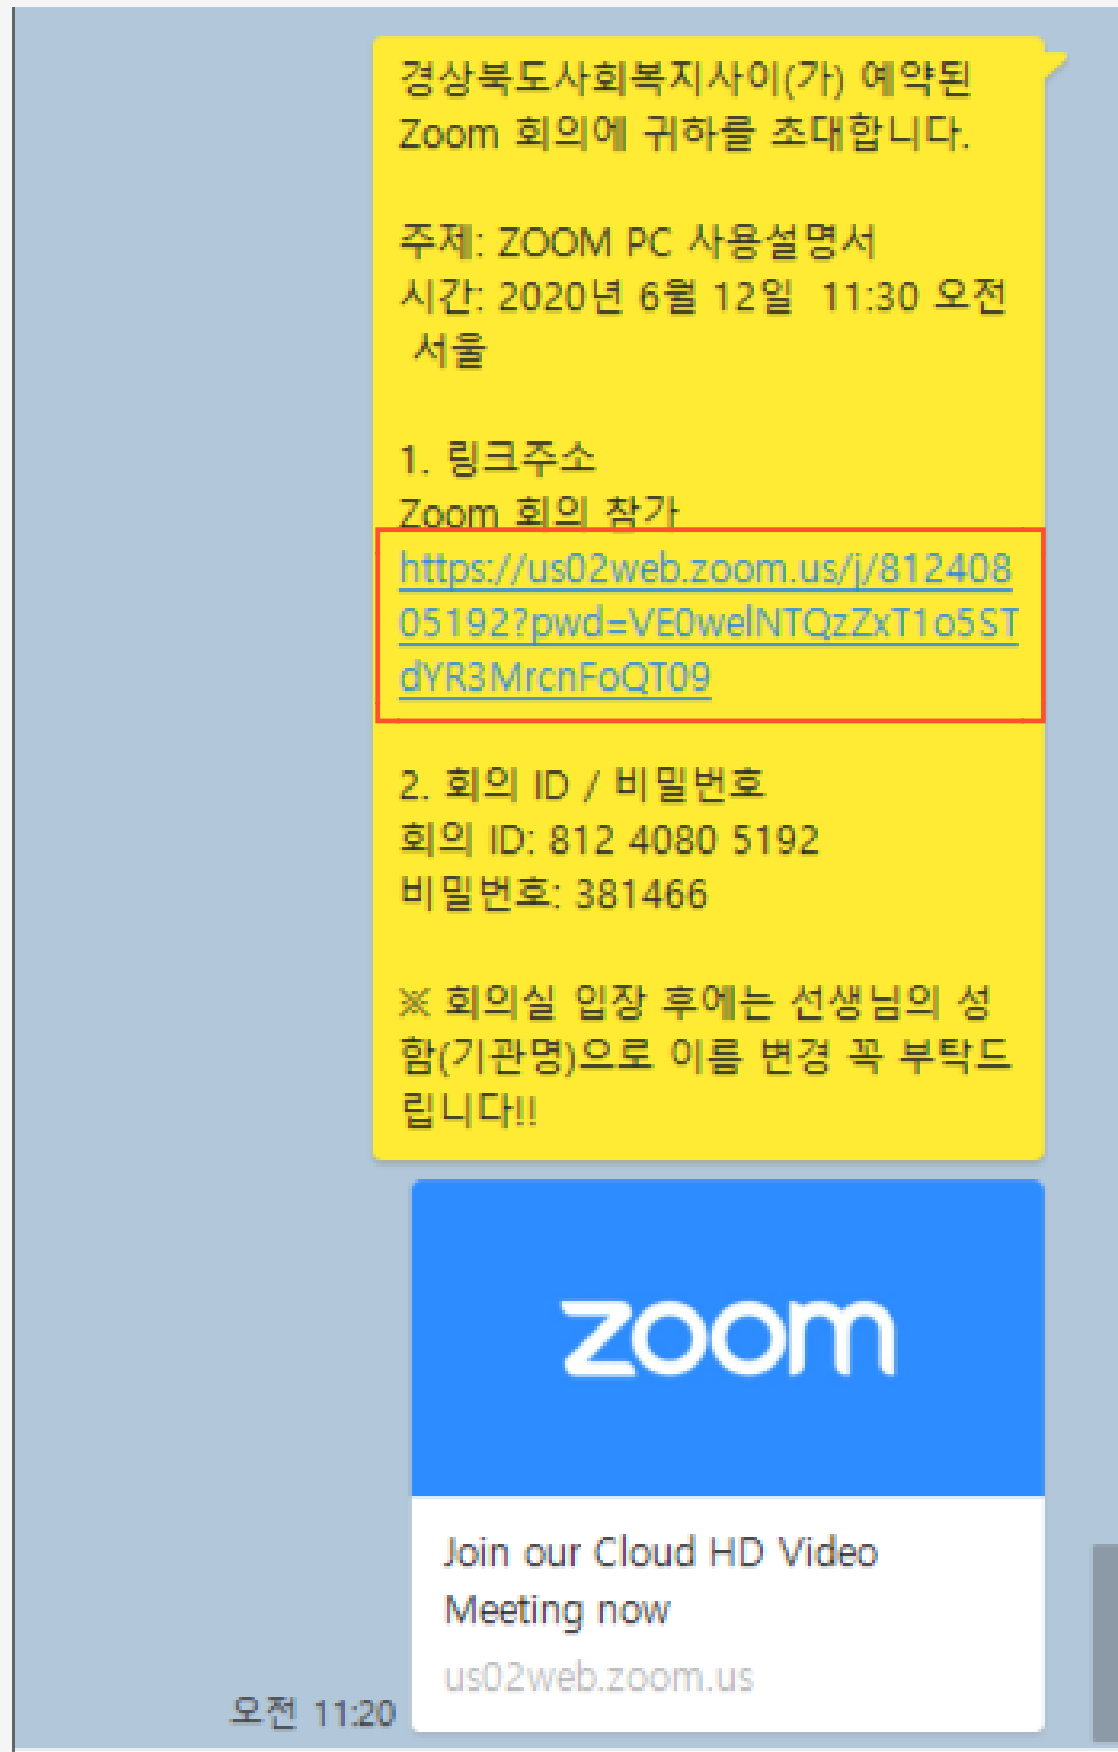 경상북도사회복지사이(가) 예약된
Zoom 회의에 귀하를 초대합니다.
주제: ZOOM PC 사용설명서
시간: 2020년 6월 12일  11:30 오전
서울
1. 링크주소
Zoom 회의 참가
https://us02web.zoom.us/j/812408
05192?pwd=VE0welNTQzZxT1o5ST
dYR3MrcnFoQT09
2. 회의 ID / 비밀번호
회의 ID: 812 4080 5192
비밀번호: 381466
※ 회의실 입장 후에는 선생님의 성
함(기관명)으로 이름 변경 꼭 부탁드
립니다!!
zoom
Join our Cloud HD Video
Meeting now
us02web.zoom.us
오전 11:20